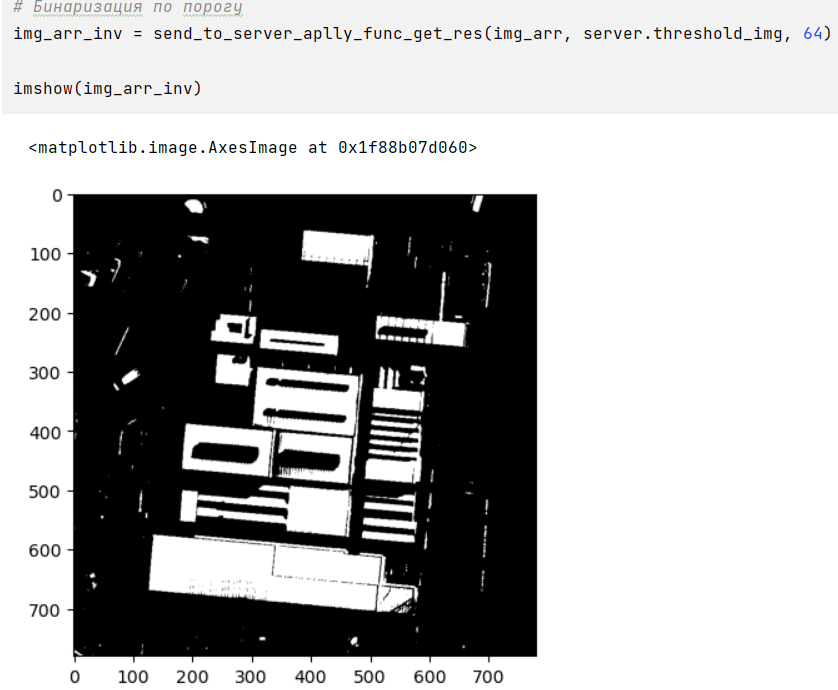 # Бинаризация по порогу
img_arr_inv = send_to_server_aplly_func_get_res(img_arr, server.threshold_img, 64)
imshow(img_arr_inv)
<matplotlib.image.AxesImage at 0x1f88b07d060>
0
100
200
300
400
500
600
700
0 100 200 300 400 500 600 700